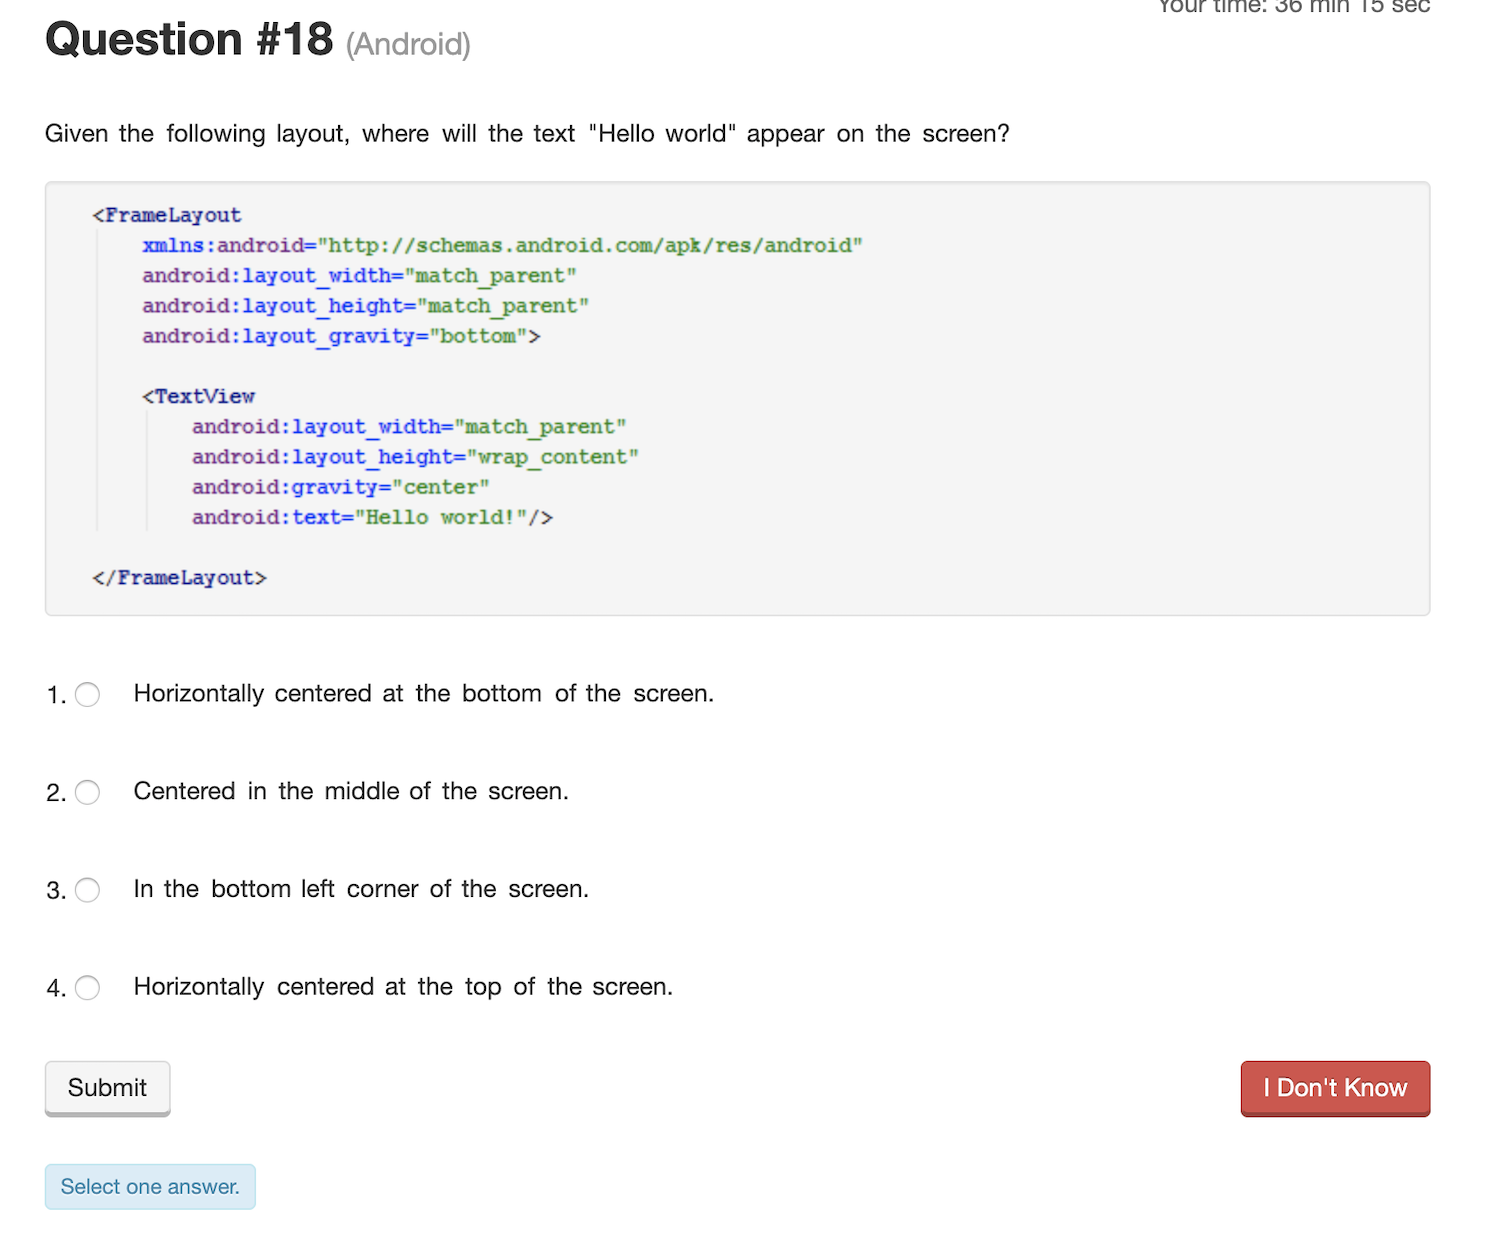 Your time: 36 min 15 sec
Question #18 (Android)
Given the following layout, where will the text "Hello world" appear on the screen?
<FrameLayout
xmlns:android="http://schemas.android.com/apk/res/android"
android:layout_width="match_parent"
android:layout_height="match_parent"
android:layout_gravity="bottom">
<TextView
android:layout_width="match_parent"
android:layout_height="wrap_content"
android:gravity="center"
android:text="Hello world!"/>
</FrameLayout>
1. Horizontally centered at the bottom of the screen.
2. Centered in the middle of the screen.
3. In the bottom left corner of the screen.
4. Horizontally centered at the top of the screen.
Submit
I Don't Know
Select one answer.